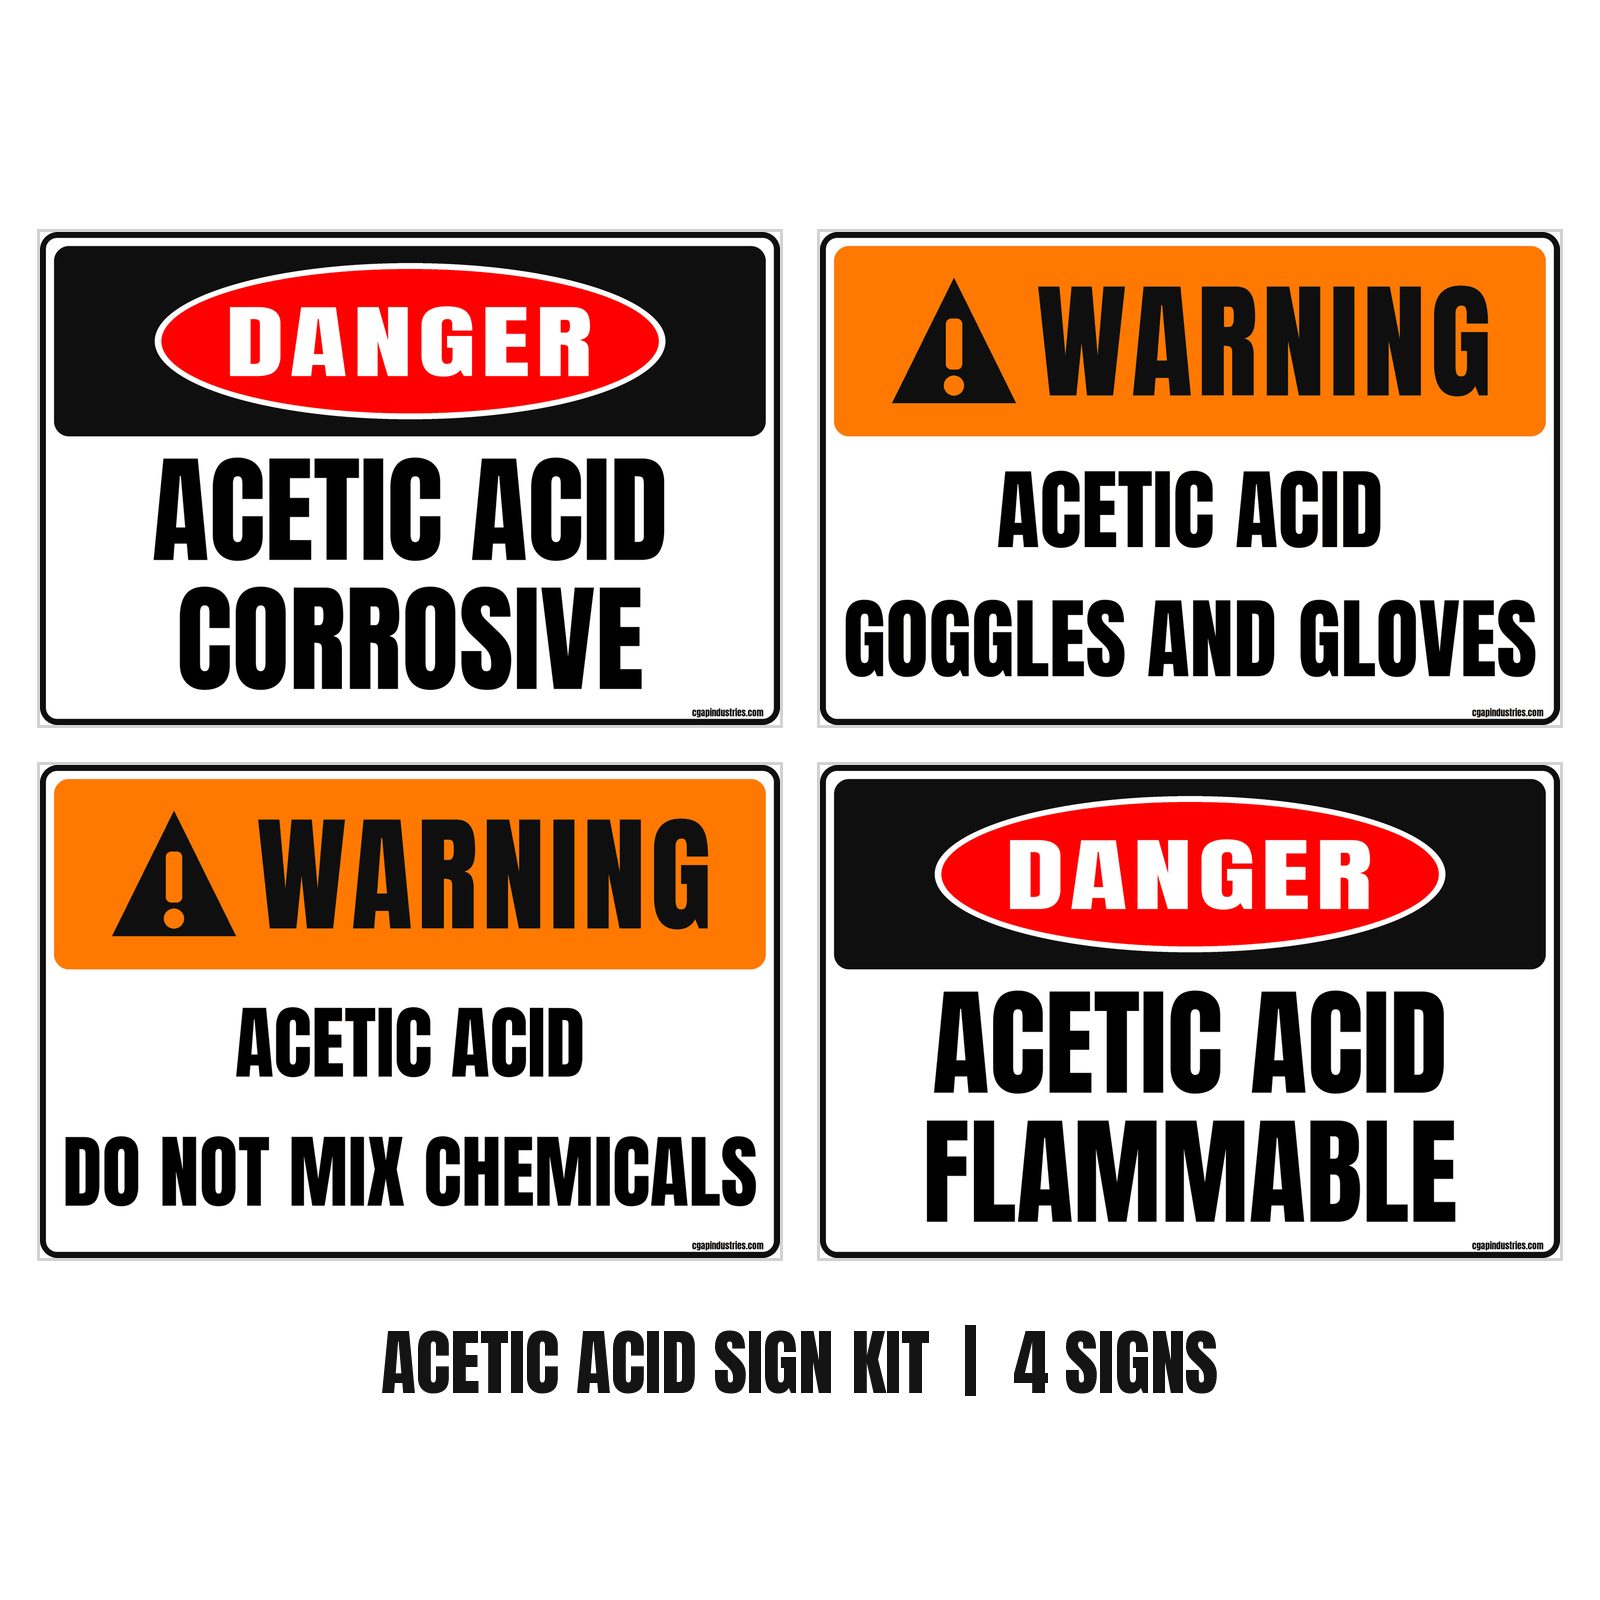 DANGER
ACETIC ACID
CORROSIVE
cgapindustries.com
WARNING
ACETIC ACID
GOGGLES AND GLOVES
cgapindustries.com
WARNING
ACETIC ACID
DO NOT MIX CHEMICALS
cgapindustries.com
DANGER
ACETIC ACID
FLAMMABLE
cgapindustries.com
ACETIC ACID SIGN KIT | 4 SIGNS